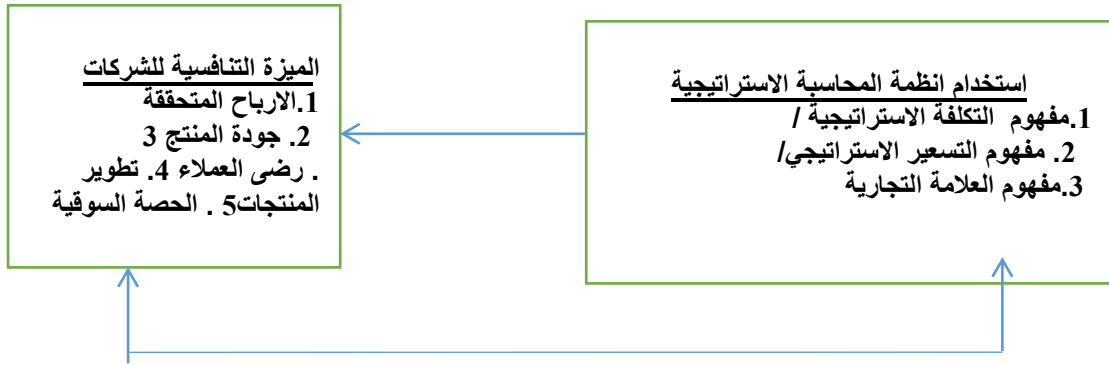 استخدام انظمة المحاسبة الاستراتيجية
1.مفهوم التكلفة الاستراتيجية /
2. مفهوم التسعير الاستراتيجي/
3.مفهوم العلامة التجارية
الميزة التنافسية للشركات
1.الارباح المتحققة
2. جودة المنتج 3
. رضى العملاء 4. تطوير
المنتجات5 . الحصة السوقية